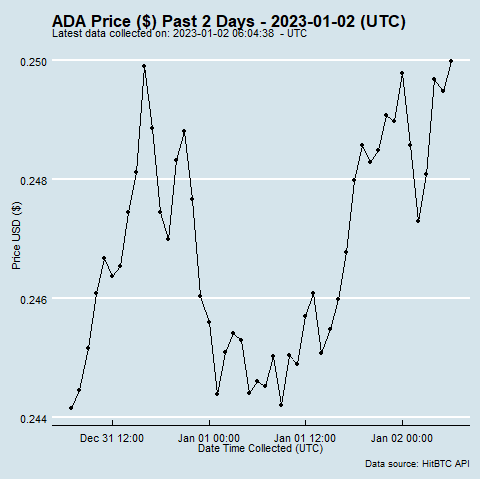 ADA Price ($) Past 2 Days - 2023-01-02 (UTC)
Latest data collected on: 2023-01-02 06:04:38 - UTC
0.250
0.248
0.246
0.244
Price USD ($)
Dec 31 12:00 Jan 01 00:00 Jan 01 12:00 Jan 02 00:00
Date Time Collected (UTC)
Data source: HitBTC API